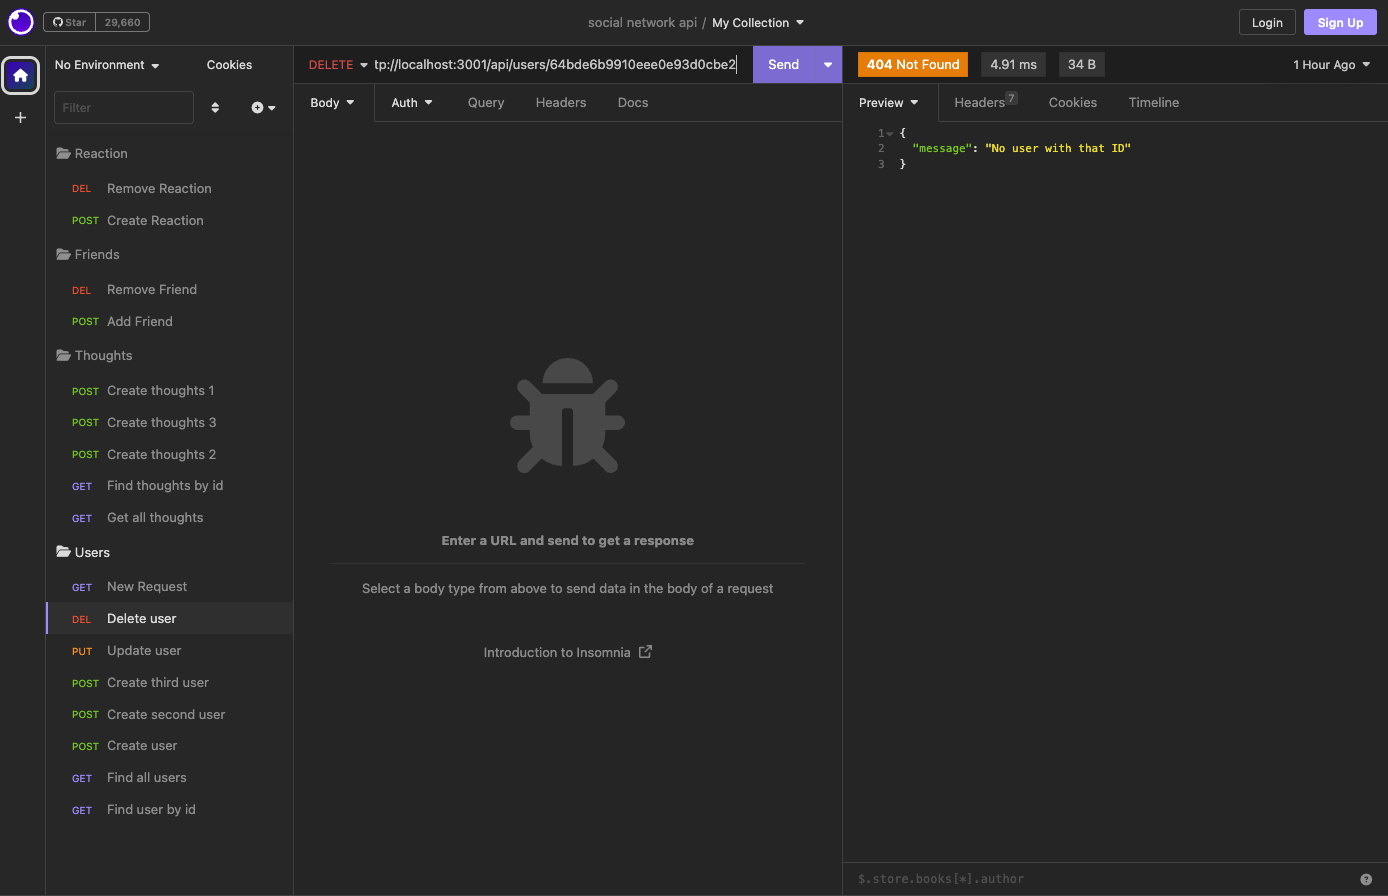 Star 29,660
social network api / My Collection
Login
Sign Up
No Environment
Cookies
Filter
Reaction
DEL Remove Reaction
POST Create Reaction
Friends
DEL Remove Friend
POST Add Friend
Thoughts
POST Create thoughts 1
POST Create thoughts 3
POST Create thoughts 2
GET Find thoughts by id
GET Get all thoughts
Users
GET New Request
DEL Delete user
PUT Update user
POST Create third user
POST Create second user
POST Create user
GET Find all users
GET Find user by id
DELETE tp://localhost:3001/api/users/64bde6b9910eee0e93d0cbe2
Send
Body Auth Query Headers Docs
Enter a URL and send to get a response
Select a body type from above to send data in the body of a request
Introduction to Insomnia
404 Not Found 4.91 ms 34 B 1 Hour Ago
Preview Headers 7 Cookies Timeline
1 {
2 "message": "No user with that ID"
3 }
$.store.books[*].author ?